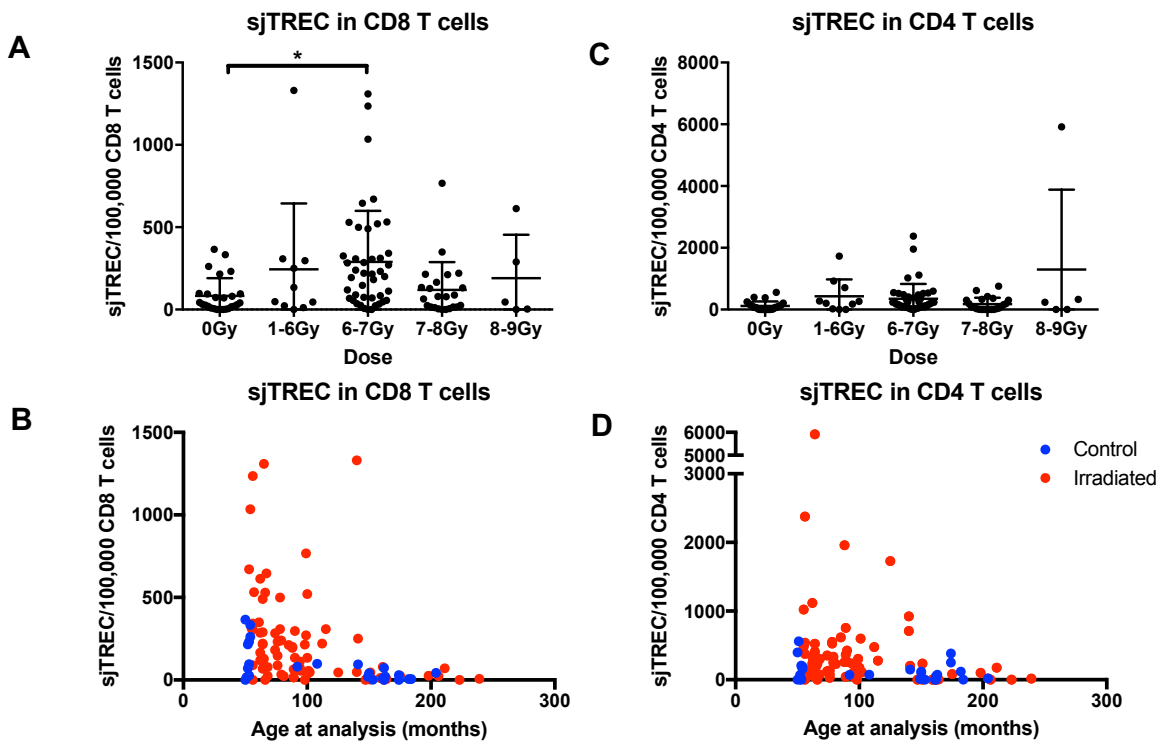 A
sjTREC in CD8 T cells
sjTREC/100,000 CD8 T cells
1500
1000
500
0
*
0Gy 1-6Gy 6-7Gy 7-8Gy 8-9Gy
Dose
C
sjTREC in CD4 T cells
sjTREC/100,000 CD4 T cells
8000
6000
4000
2000
0
0Gy 1-6Gy 6-7Gy 7-8Gy 8-9Gy
Dose
B
sjTREC in CD8 T cells
sjTREC/100,000 CD8 T cells
1500
1000
500
0
0 100 200 300
Age at analysis (months)
D
sjTREC in CD4 T cells
sjTREC/100,000 CD4 T cells
6000
5000
3000
2000
1000
0
0 100 200 300
Age at analysis (months)
Control
Irradiated